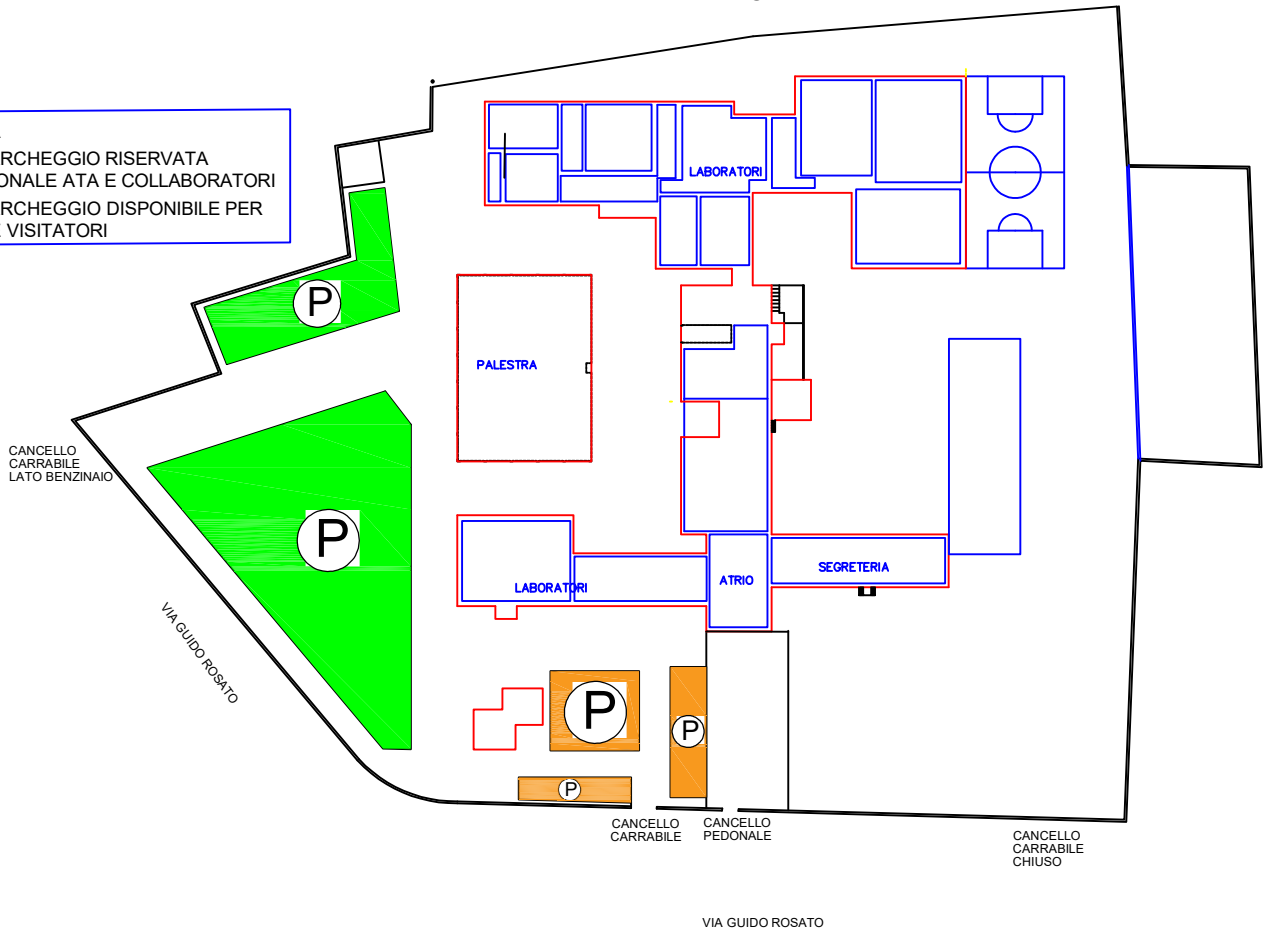 RCHEGGIO RISERVATA
ONALE ATA E COLLABORATORI
RCHEGGIO DISPONIBILE PER
VISITATORI
LABORATORI
P
PALESTRA
CANCELLO
CARRABILE
LATO BENZINAIO
P
LABORATORI
ATRIO
SEGRETERIA
VIA GUIDO ROSATO
P
P
P
CANCELLO
CARRABILE
CANCELLO
PEDONALE
CANCELLO
CARRABILE
CHIUSO
VIA GUIDO ROSATO